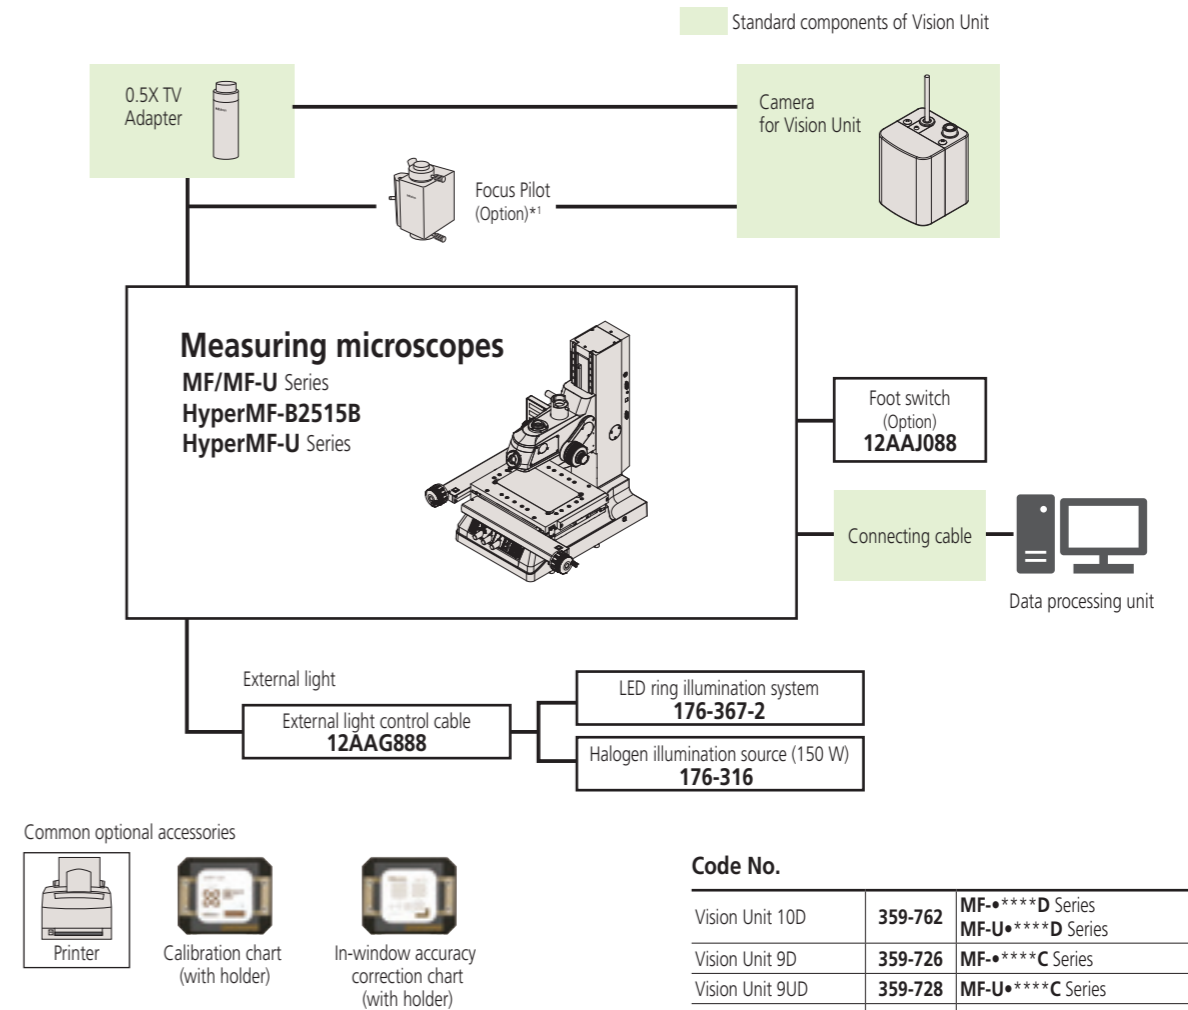 Standard components of Vision Unit
0.5X TV
Adapter
Camera
for Vision Unit
Focus Pilot
(Option)*1
Measuring microscopes
MF/MF-U Series
HyperMF-B2515B
HyperMF-U Series
Foot switch
(Option)
12AAJ088
Connecting cable
Data processing unit
External light
External light control cable
12AAG888
LED ring illumination system
176-367-2
Halogen illumination source (150 W)
176-316
Common optional accessories
Printer
Calibration chart
(with holder)
In-window accuracy
correction chart
(with holder)
Code No.
Vision Unit 10D 359-762 MF-•****D Series
MF-U•****D Series
Vision Unit 9D 359-726 MF-•****C Series
Vision Unit 9UD 359-728 MF-U•****C Series